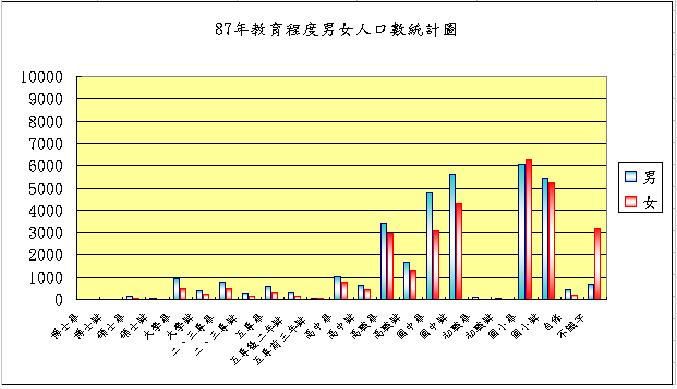 87年教育程度男女人口數統計圖
10000
9000
8000
7000
6000
5000
4000
3000
2000
1000
0
男
女
博士畢
博士肄
碩士畢
碩士肄
大學畢
大學肄
二、三專畢
二、三專肄
五專畢
五專後二年肄
五專前三年肄
高中畢
高中肄
高職畢
高職肄
國中畢
國中肄
初職畢
初職肄
國小畢
國小肄
自修
不識字